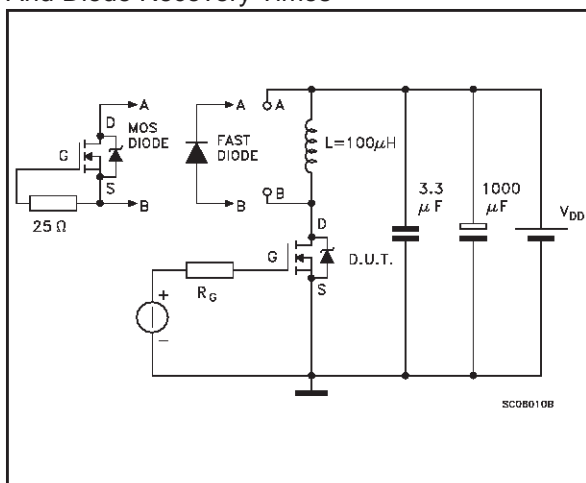 And Diode Recovery Times
A
D
MOS
DIODE
G
S
B
25 Ω
A
FAST
DIODE
B
A
B
L=100μH
D
G
D.U.T.
S
R_G
+
−
3.3
μF
1000
μF
V_DD
SC06010B